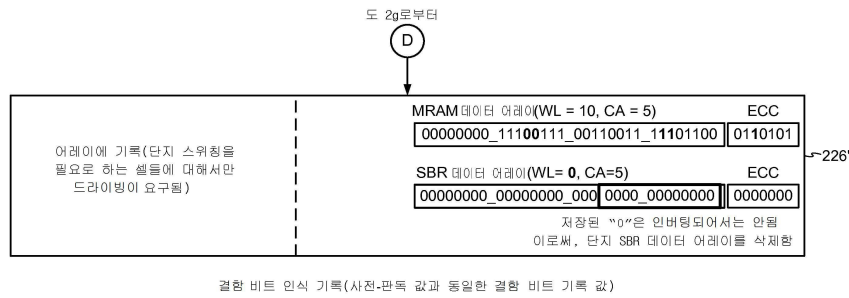 도 2g로부터
D
MRAM 데이터 어레이(WL = 10, CA = 5) ECC
00000000_11100111_00110011_11101100 0110101
어레이에 기록(단지 스위칭을
필요로 하는 셀들에 대해서만
드라이빙이 요구됨)
226'
SBR 데이터 어레이(WL= 0, CA=5) ECC
00000000_00000000_0000000_00000000 0000000
저장된 "0"은 인버팅되어서는 안됨
이로써, 단지 SBR 데이터 어레이를 삭제함
결함 비트 인식 기록(사전-판독 값과 동일한 결함 비트 기록 값)